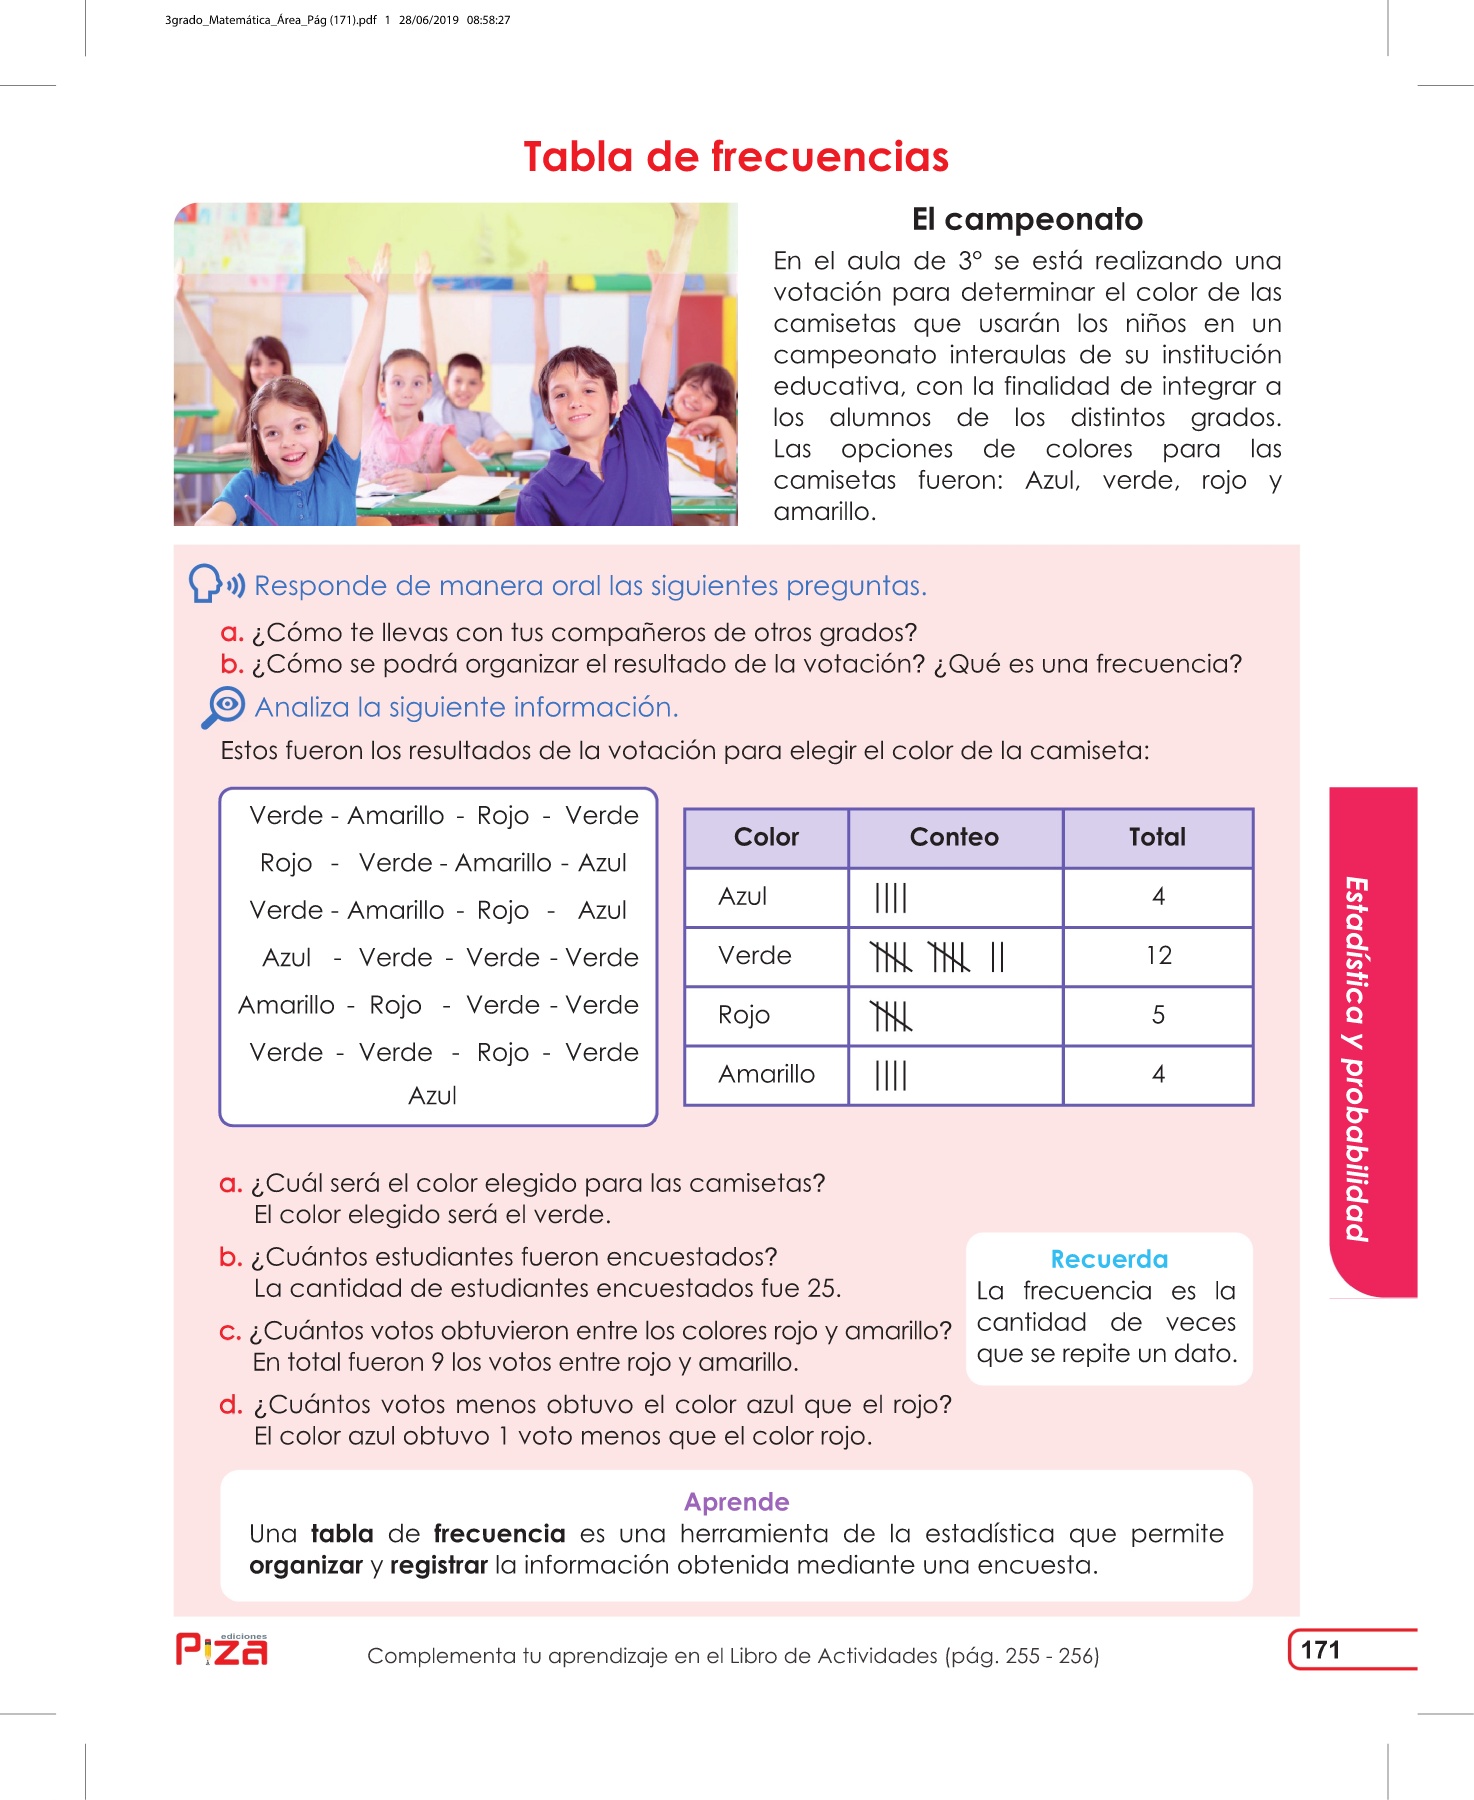 3grado_Matemática_Área_Pág (171).pdf 1 28/06/2019 08:58:27
Tabla de frecuencias
El campeonato
En el aula de 3° se está realizando una
votación para determinar el color de las
camisetas que usarán los niños en un
campeonato interaulas de su institución
educativa, con la finalidad de integrar a
los alumnos de los distintos grados.
Las opciones de colores para las
camisetas fueron: Azul, verde, rojo y
amarillo.
Responde de manera oral las siguientes preguntas.
a. ¿Cómo te llevas con tus compañeros de otros grados?
b. ¿Cómo se podrá organizar el resultado de la votación? ¿Qué es una frecuencia?
Analiza la siguiente información.
Estos fueron los resultados de la votación para elegir el color de la camiseta:
Verde - Amarillo - Rojo - Verde
Rojo - Verde - Amarillo - Azul
Verde - Amarillo - Rojo - Azul
Azul - Verde - Verde - Verde
Amarillo - Rojo - Verde - Verde
Verde - Verde - Rojo - Verde
Azul
Color Conteo Total
Azul 4
Verde 12
Rojo 5
Amarillo 4
a. ¿Cuál será el color elegido para las camisetas?
El color elegido será el verde.
b. ¿Cuántos estudiantes fueron encuestados?
La cantidad de estudiantes encuestados fue 25.
c. ¿Cuántos votos obtuvieron entre los colores rojo y amarillo?
En total fueron 9 los votos entre rojo y amarillo.
d. ¿Cuántos votos menos obtuvo el color azul que el rojo?
El color azul obtuvo 1 voto menos que el color rojo.
Recuerda
La frecuencia es la
cantidad de veces
que se repite un dato.
Aprende
Una tabla de frecuencia es una herramienta de la estadística que permite
organizar y registrar la información obtenida mediante una encuesta.
Estadística y probabilidad
ediciones
Piza
Complementa tu aprendizaje en el Libro de Actividades (pág. 255 - 256)
171